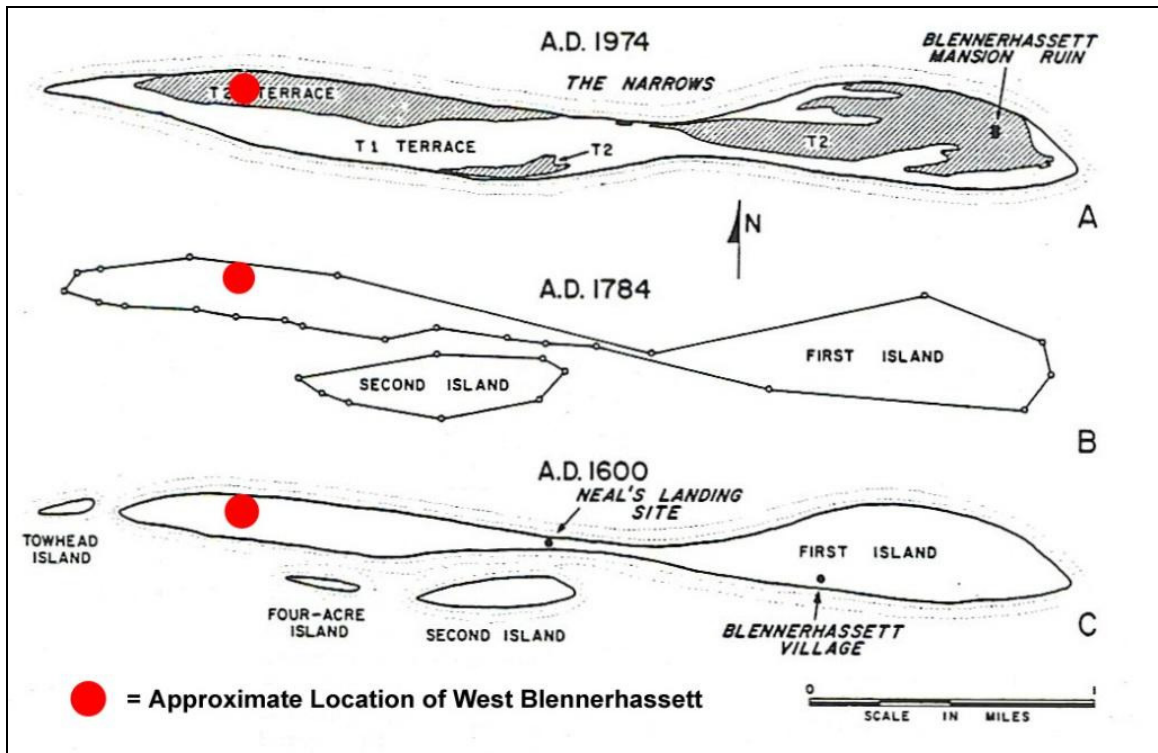 A.D. 1974
BLENNERHASSETT
MANSION RUIN
THE NARROWS
T2 TERRACE
T1 TERRACE
T2
T2
A
N
A.D. 1784
FIRST ISLAND
SECOND ISLAND
B
A.D. 1600
NEAL'S LANDING
SITE
TOWHEAD
ISLAND
FIRST ISLAND
FOUR-ACRE
ISLAND
SECOND ISLAND
BLENNERHASSETT
VILLAGE
C
= Approximate Location of West Blennerhassett
0 1
SCALE IN MILES